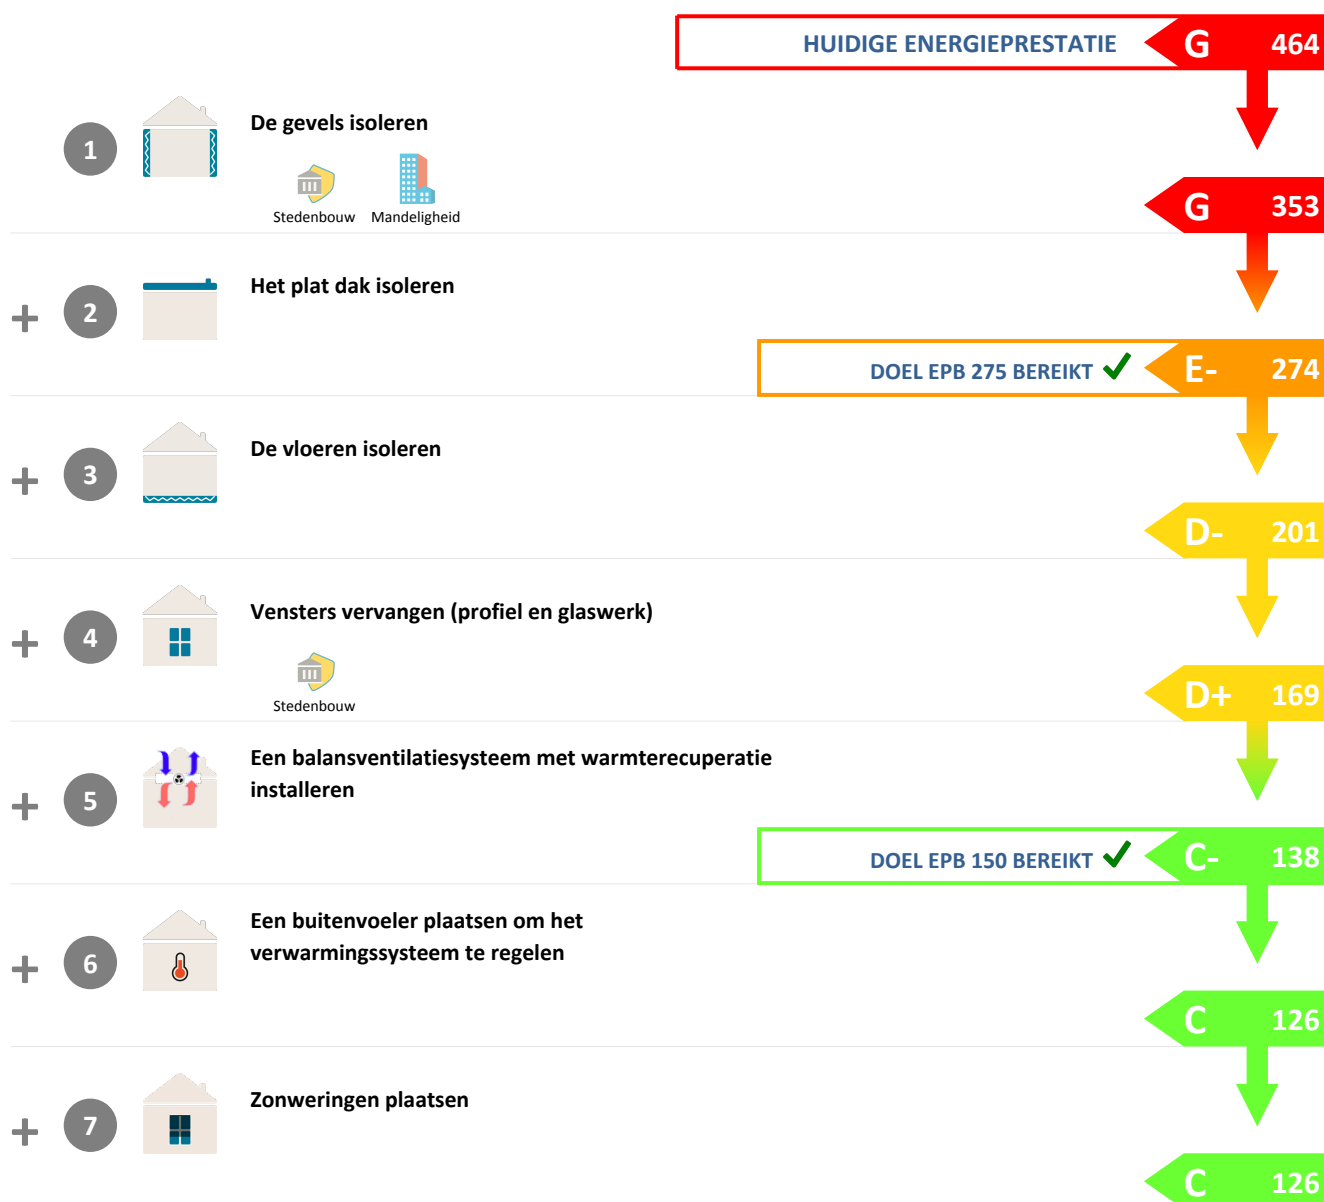 HUIDIGE ENERGIEPRESTATIE G 464
1 De gevels isoleren
Stedenbouw Mandeligheid
G 353
+ 2 Het plat dak isoleren
DOEL EPB 275 BEREIKT E- 274
+ 3 De vloeren isoleren
D- 201
+ 4 Vensters vervangen (profiel en glaswerk)
Stedenbouw
D+ 169
+ 5 Een balansventilatiesysteem met warmterecuperatie
installeren
DOEL EPB 150 BEREIKT C- 138
+ 6 Een buitenvoeler plaatsen om het
verwarmingssysteem te regelen
C 126
+ 7 Zonweringen plaatsen
C 126